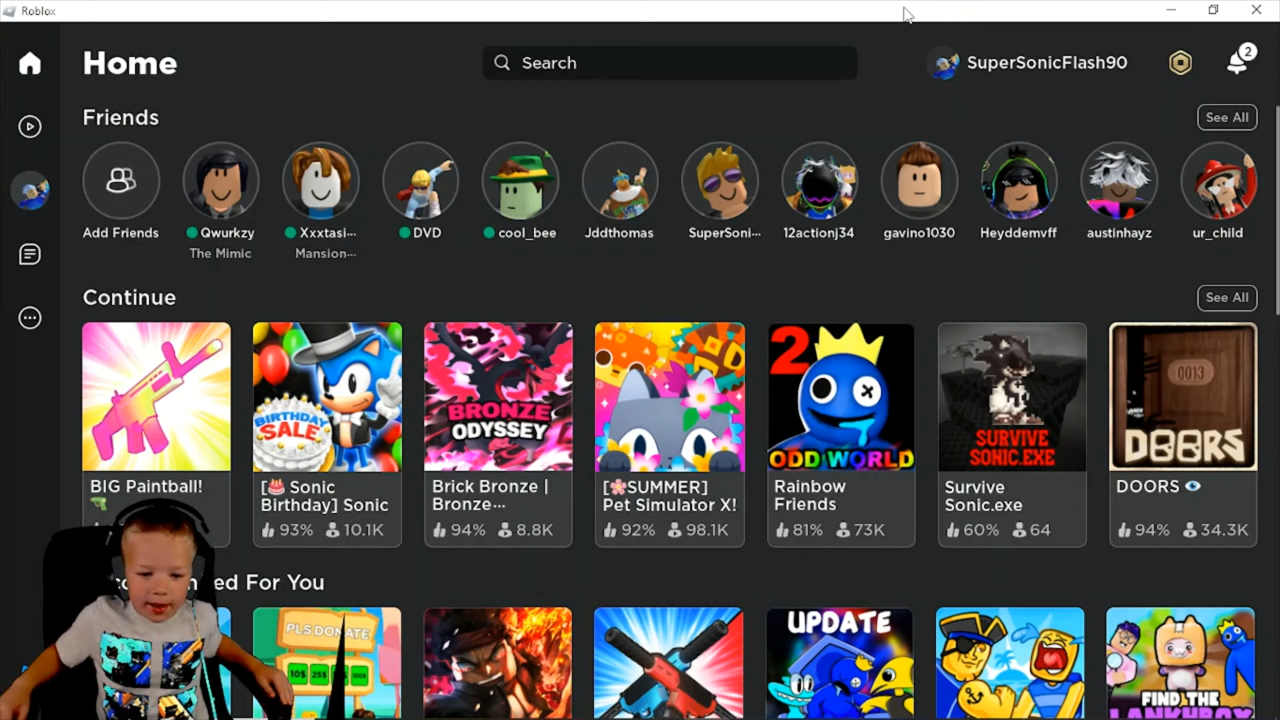 Roblox
Home
Search
SuperSonicFlash90
2
Friends
See All
Add Friends
Qwurkzy
The Mimic
Xxxtasi...
Mansion...
DVD
cool_bee
Jddthomas
SuperSoni...
12actionj34
gavino1030
Heyddemvff
austinhayz
ur_child
Continue
See All
BIRTHDAY
SALE
BRONZE
ODYSSEY
2
ODD WORLD
SURVIVE
SONIC.EXE
0013
DOORS
BIG Paintball!
[🎂 Sonic
Birthday] Sonic
93% 10.1K
Brick Bronze |
Bronze...
94% 8.8K
[🌸SUMMER]
Pet Simulator X!
92% 98.1K
Rainbow
Friends
81% 73K
Survive
Sonic.exe
60% 64
DOORS 👁
94% 34.3K
ed For You
PLS DONATE
10$ 25$
UPDATE
FIND THE